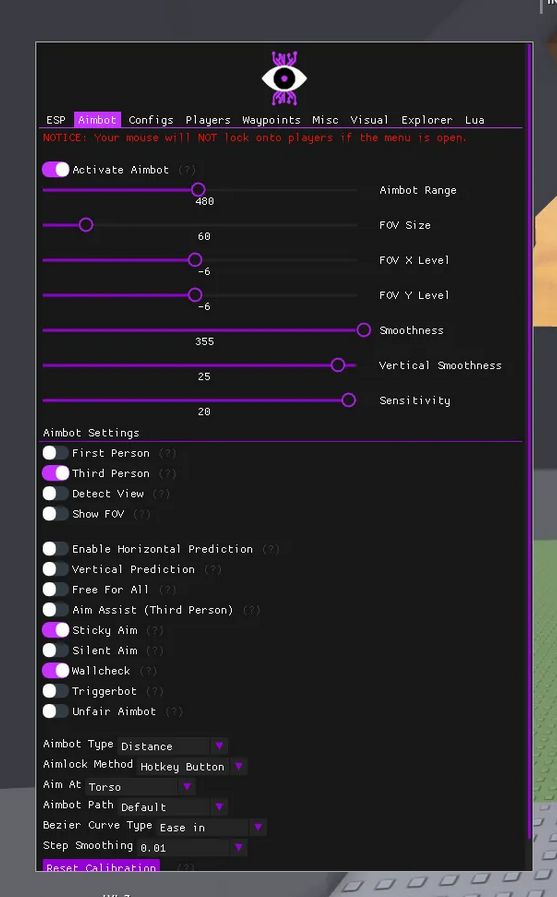 ESP Aimbot Configs Players Waypoints Misc Visual Explorer Lua
NOTICE: Your mouse will NOT lock onto players if the menu is open.
Activate Aimbot (?)
480 Aimbot Range
60 FOV Size
-6 FOV X Level
-6 FOV Y Level
355 Smoothness
25 Vertical Smoothness
20 Sensitivity
Aimbot Settings
First Person (?)
Third Person (?)
Detect View (?)
Show FOV (?)
Enable Horizontal Prediction (?)
Vertical Prediction (?)
Free For All (?)
Aim Assist (Third Person) (?)
Sticky Aim (?)
Silent Aim (?)
Wallcheck (?)
Triggerbot (?)
Unfair Aimbot (?)
Aimbot Type Distance
Aimlock Method Hotkey Button
Aim At Torso
Aimbot Path Default
Bezier Curve Type Ease in
Step Smoothing 0.01
Reset Calibration (?)